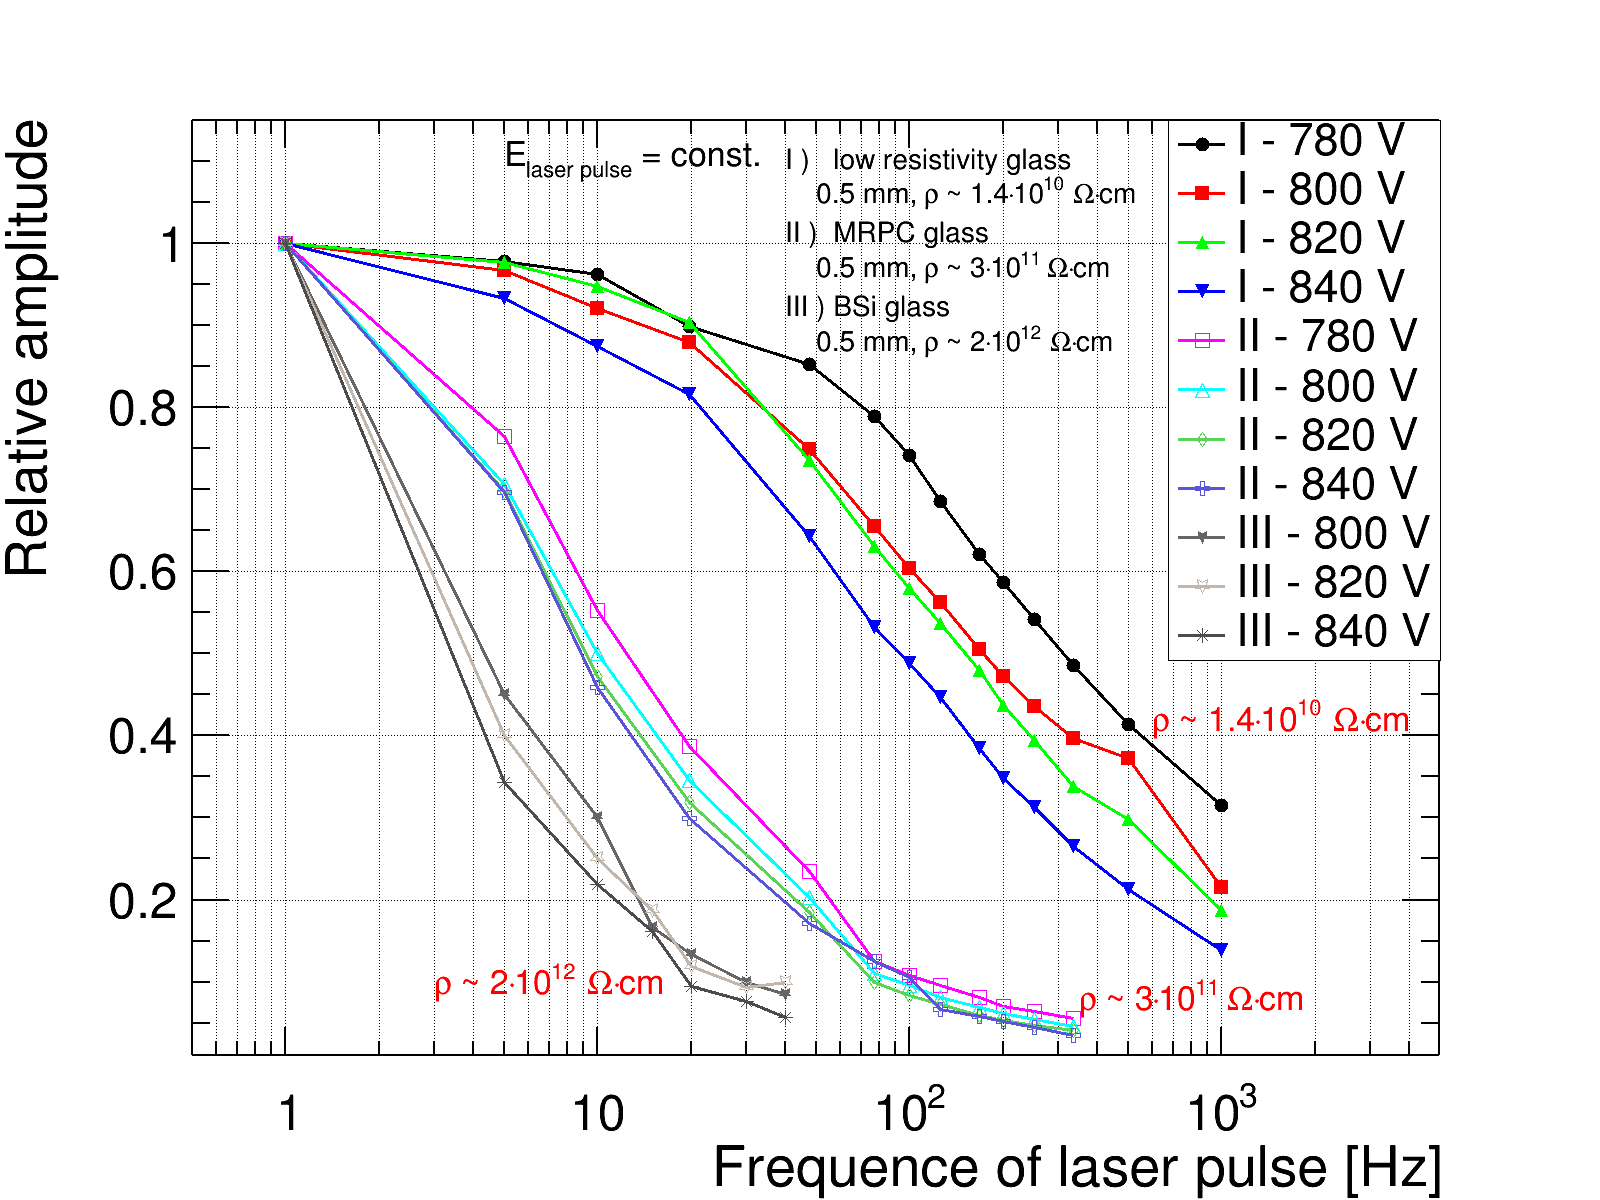 Relative amplitude
1
0.8
0.6
0.4
0.2
E_laser pulse = const.
I ) low resistivity glass
0.5 mm, ρ ~ 1.4·10^10 Ω·cm
II ) MRPC glass
0.5 mm, ρ ~ 3·10^11 Ω·cm
III ) BSi glass
0.5 mm, ρ ~ 2·10^12 Ω·cm
I - 780 V
I - 800 V
I - 820 V
I - 840 V
II - 780 V
II - 800 V
II - 820 V
II - 840 V
III - 800 V
III - 820 V
III - 840 V
ρ ~ 1.4·10^10 Ω·cm
ρ ~ 2·10^12 Ω·cm
ρ ~ 3·10^11 Ω·cm
1 10 10^2 10^3
Frequence of laser pulse [Hz]